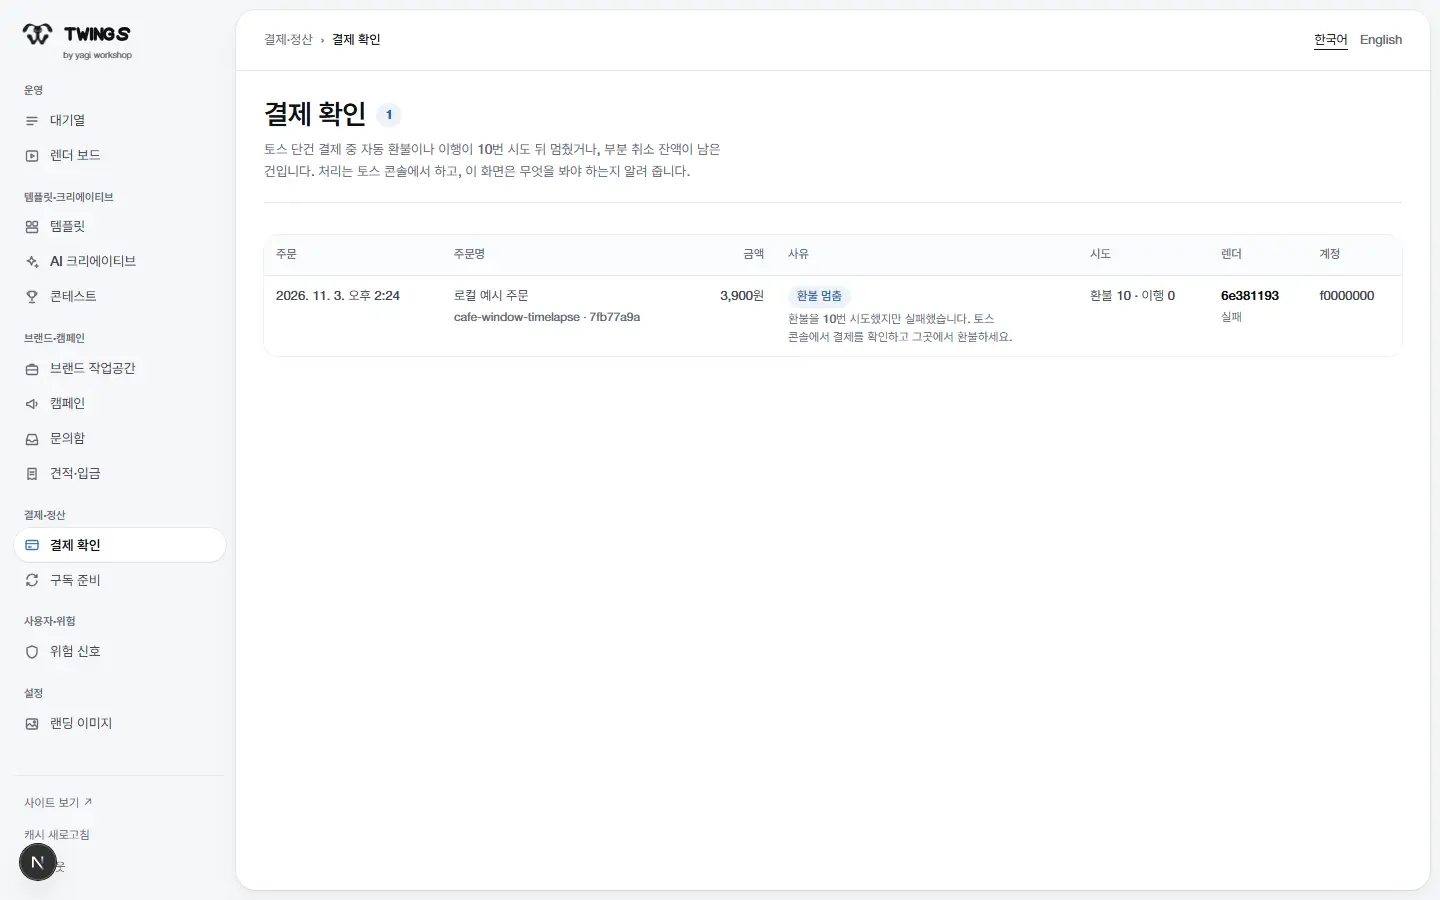 TWINGS
by yagi workshop
운영
대기열
렌더 보드
템플릿·크리에이티브
템플릿
AI 크리에이티브
콘테스트
브랜드·캠페인
브랜드 작업공간
캠페인
문의함
견적·입금
결제·정산
결제 확인
구독 준비
사용자·위험
위험 신호
설정
랜딩 이미지
사이트 보기 ↗
캐시 새로고침
N
웃
결제·정산 › 결제 확인
한국어 English
결제 확인 1
토스 단건 결제 중 자동 환불이나 이행이 10번 시도 뒤 멈췄거나, 부분 취소 잔액이 남은
건입니다. 처리는 토스 콘솔에서 하고, 이 화면은 무엇을 봐야 하는지 알려 줍니다.
주문 주문명 금액 사유 시도 렌더 계정
2026. 11. 3. 오후 2:24 로컬 예시 주문 3,900원 환불 멈춤 환불 10 · 이행 0 6e381193 f0000000
cafe-window-timelapse · 7fb77a9a 실패
환불을 10번 시도했지만 실패했습니다. 토스
콘솔에서 결제를 확인하고 그곳에서 환불하세요.